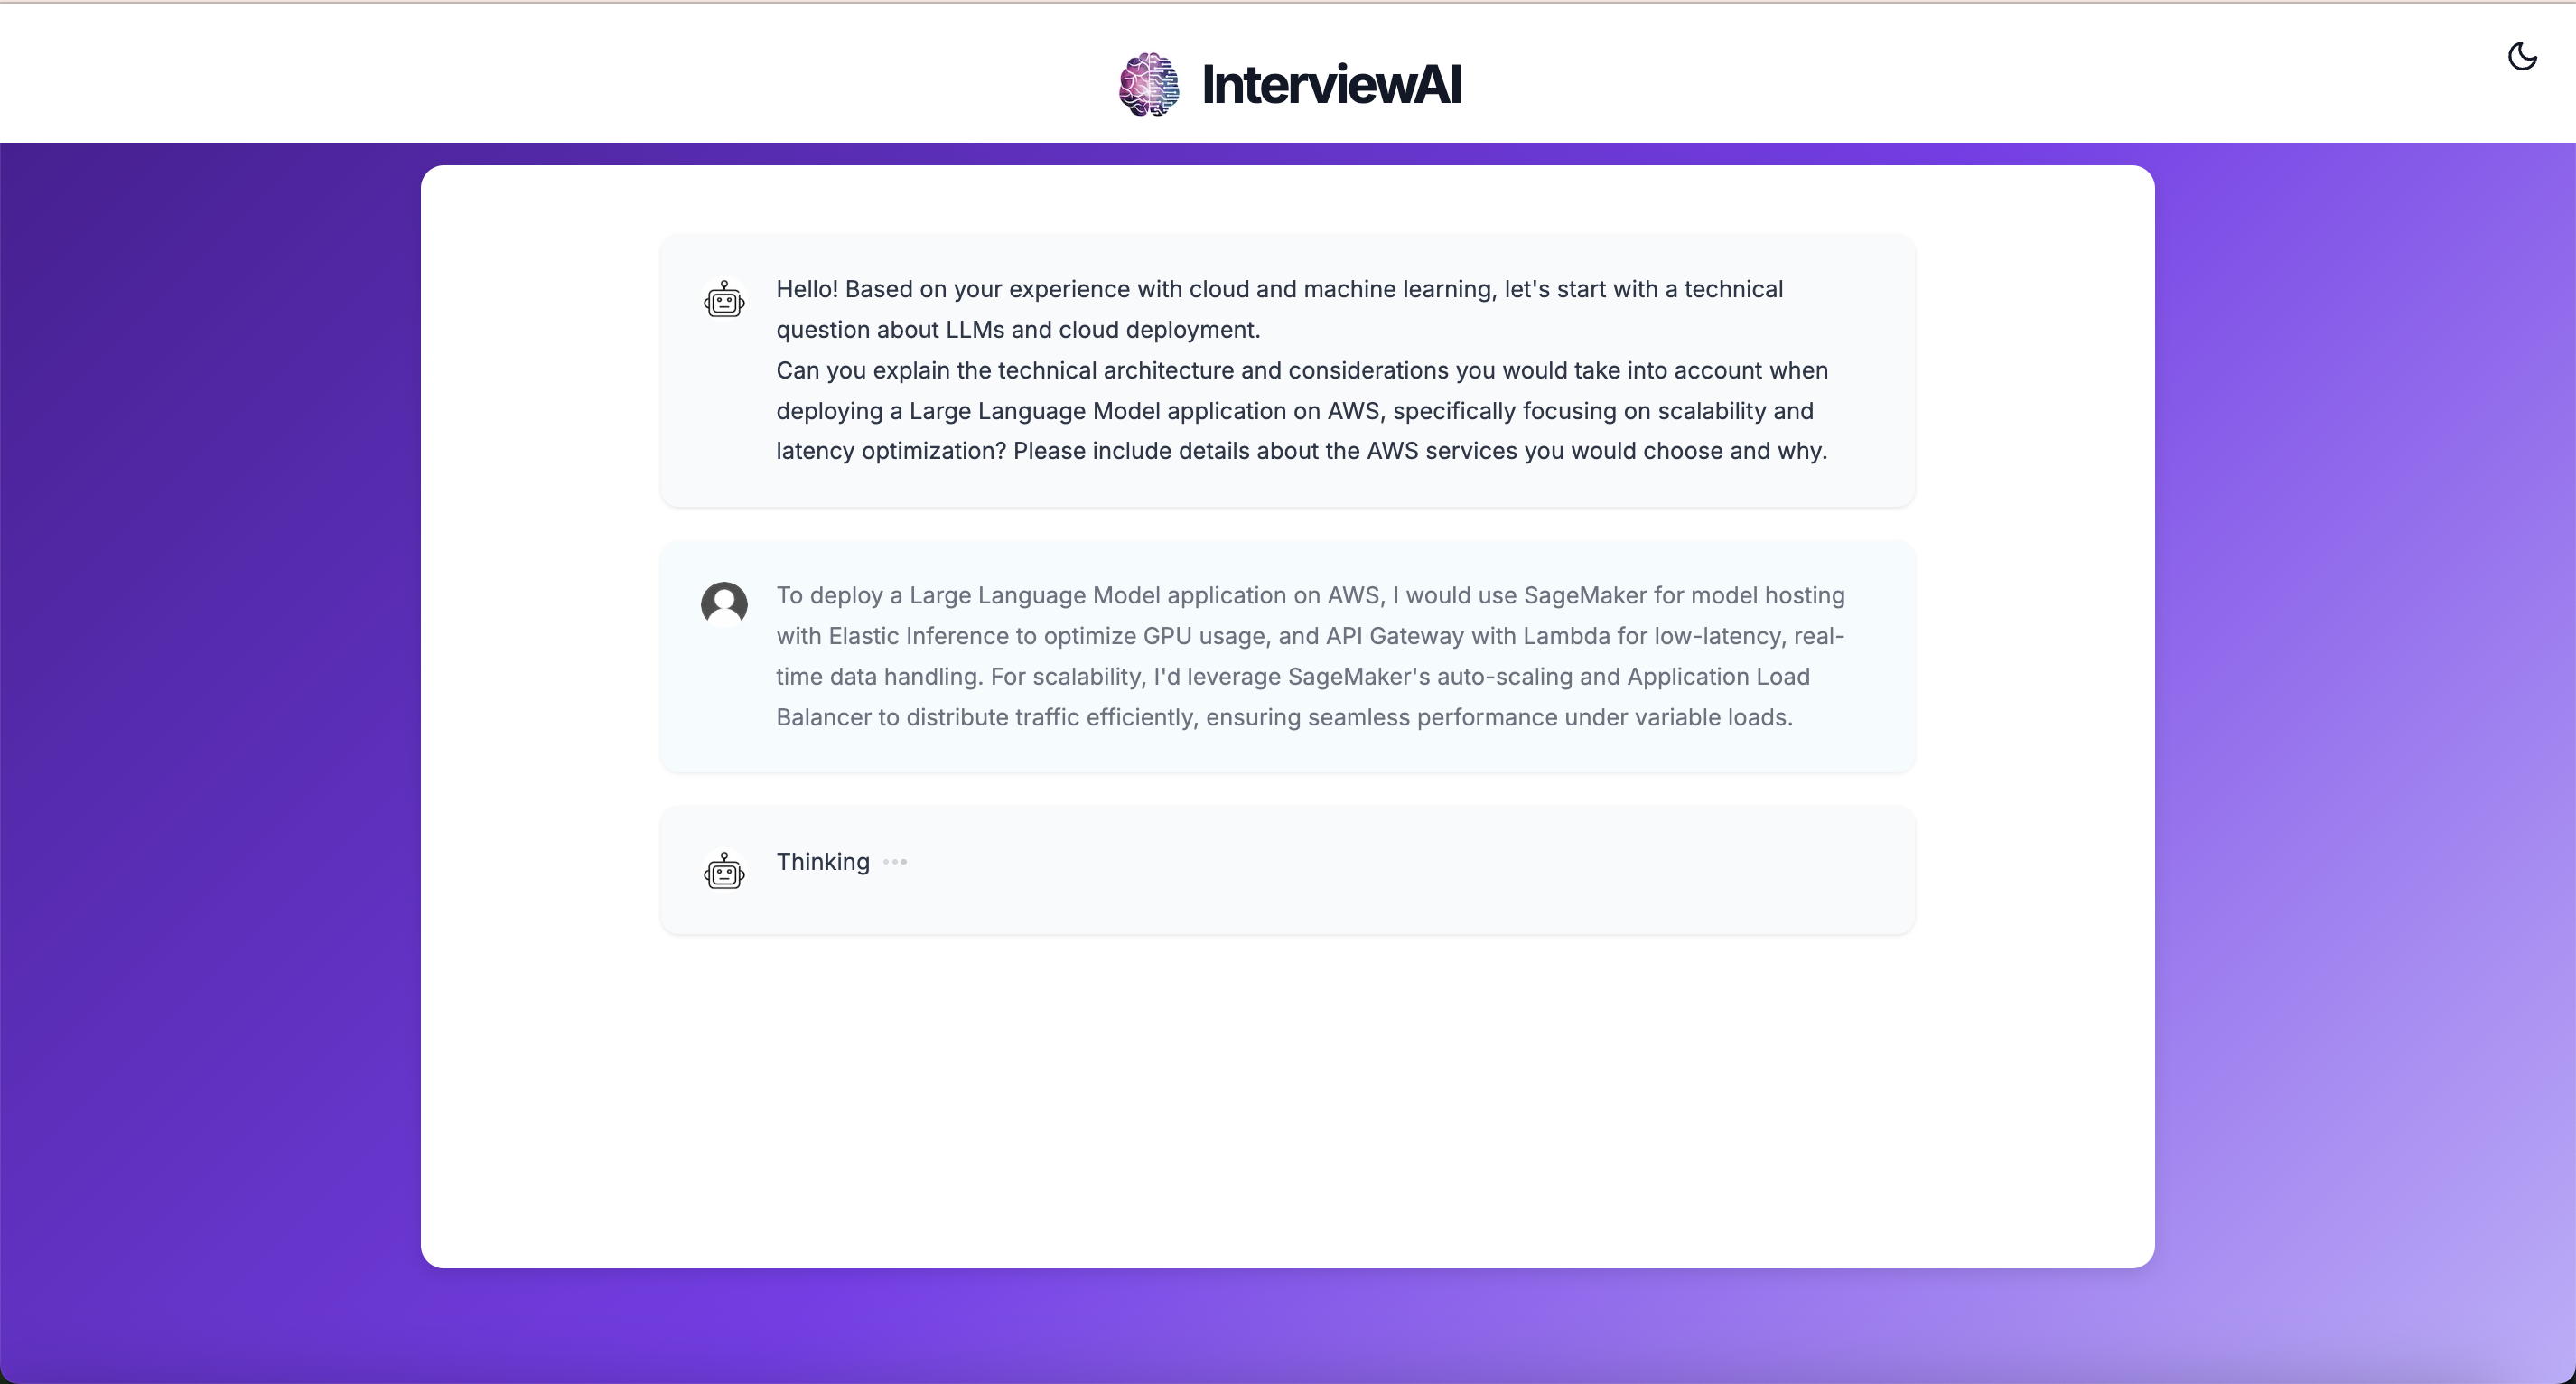 InterviewAI
Hello! Based on your experience with cloud and machine learning, let's start with a technical
question about LLMs and cloud deployment.
Can you explain the technical architecture and considerations you would take into account when
deploying a Large Language Model application on AWS, specifically focusing on scalability and
latency optimization? Please include details about the AWS services you would choose and why.
To deploy a Large Language Model application on AWS, I would use SageMaker for model hosting
with Elastic Inference to optimize GPU usage, and API Gateway with Lambda for low-latency, real-
time data handling. For scalability, I'd leverage SageMaker's auto-scaling and Application Load
Balancer to distribute traffic efficiently, ensuring seamless performance under variable loads.
Thinking